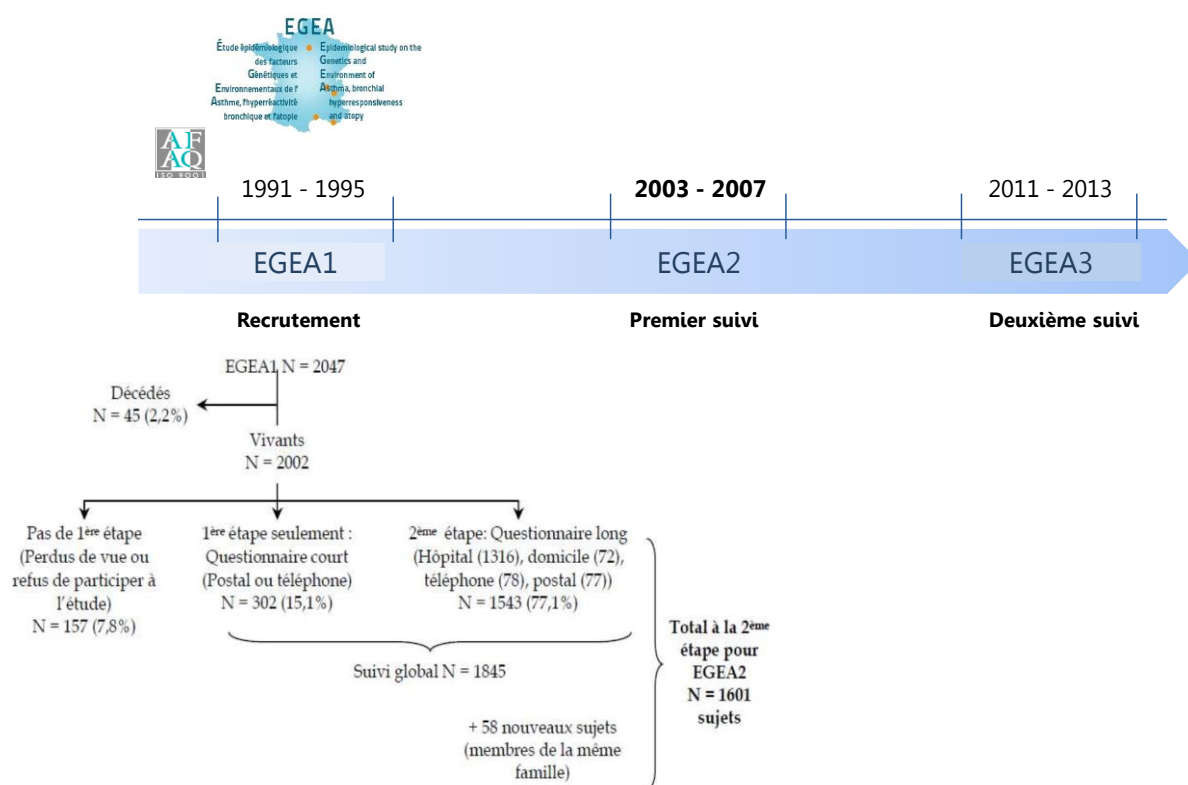 EGEA
Étude épidémiologique
des facteurs
Génétiques et
Environnementaux de l'
Asthme, l'hyperréactivité
bronchique et l'atopie
Epidemiological study on the
Genetics and
Environment of
Asthma, bronchial
hyperresponsiveness
and atopy
AF
AQ
ISO 9001
1991 - 1995
2003 - 2007
2011 - 2013
EGEA1
EGEA2
EGEA3
Recrutement
Premier suivi
Deuxième suivi
EGEA1 N = 2047
Décédés
N = 45 (2,2%)
Vivants
N = 2002
Pas de 1ère étape
(Perdus de vue ou
refus de participer à
l'étude)
N = 157 (7,8%)
1ère étape seulement :
Questionnaire court
(Postal ou téléphone)
N = 302 (15,1%)
2ème étape: Questionnaire long
(Hôpital (1316), domicile (72),
téléphone (78), postal (77))
N = 1543 (77,1%)
Suivi global N = 1845
+ 58 nouveaux sujets
(membres de la même
famille)
Total à la 2ème
étape pour
EGEA2
N = 1601
sujets